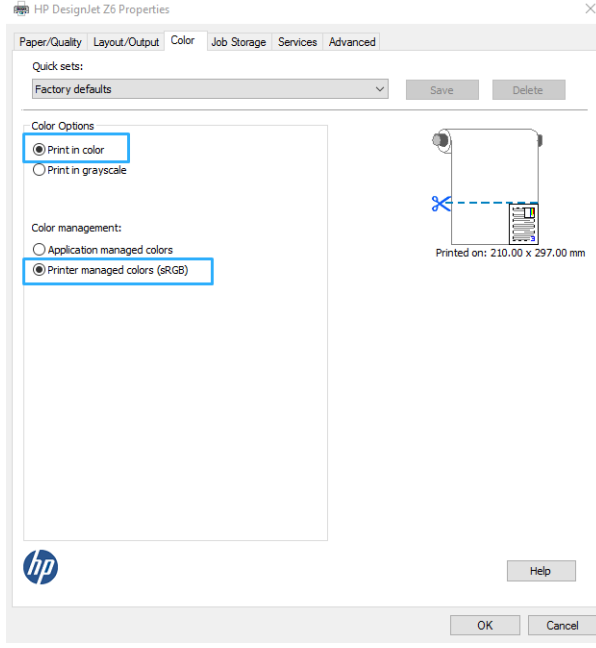 HP DesignJet Z6 Properties
Paper/Quality Layout/Output Color Job Storage Services Advanced
Quick sets:
Factory defaults
Save Delete
Color Options
Print in color
Print in grayscale
Color management:
Application managed colors
Printer managed colors (sRGB)
Printed on: 210.00 x 297.00 mm
hp
Help
OK Cancel